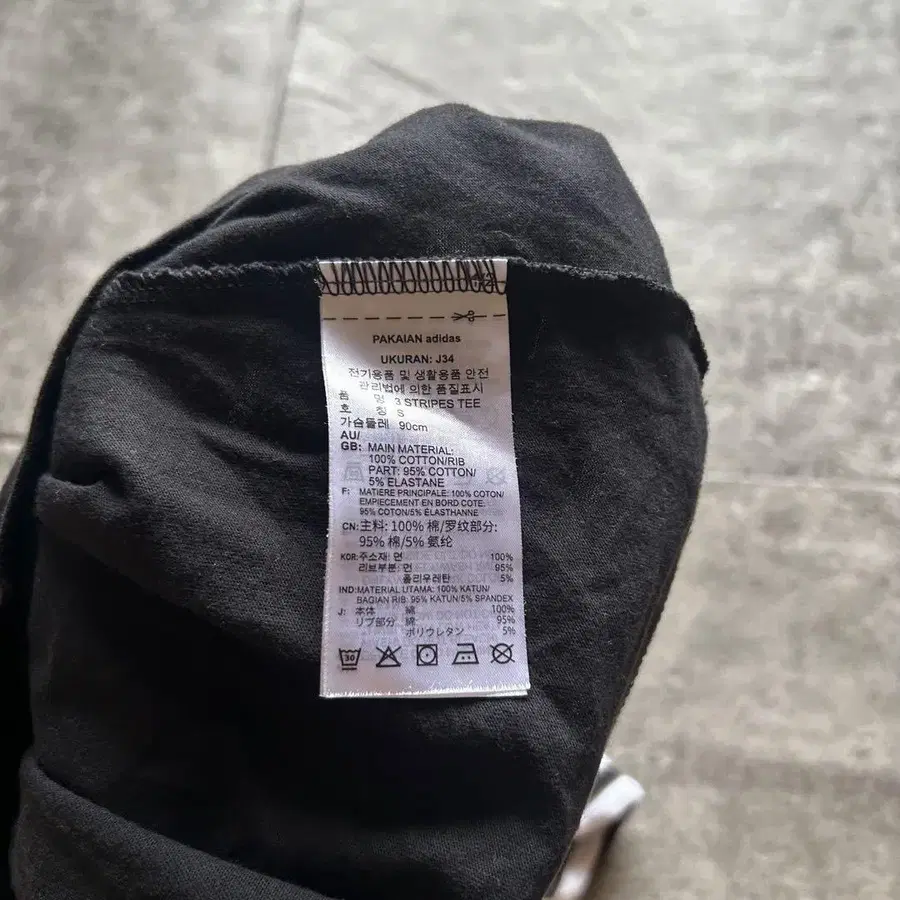 PAKAIAN adidas
UKURAN: J34
전기용품 및 생활용품 안전
관리법에 의한 품질표시
품 명 3 STRIPES TEE
호 칭 S
가슴둘레 90cm
AU/
GB: MAIN MATERIAL:
100% COTTON/RIB
PART: 95% COTTON/
5% ELASTANE
F: MATIERE PRINCIPALE: 100% COTON/
EMPIECEMENT EN BORD COTE:
95% COTON/5% ELASTHANNE
CN: 主料: 100% 棉/罗纹部分:
95% 棉/5% 氨纶
KOR: 주소재: 면 100%
리브부분: 면 95%
폴리우레탄 5%
IND: MATERIAL UTAMA: 100% KATUN/
BAGIAN RIB: 95% KATUN/5% SPANDEX
J: 本体 綿 100%
リブ部分 綿 95%
ポリウレタン 5%
30